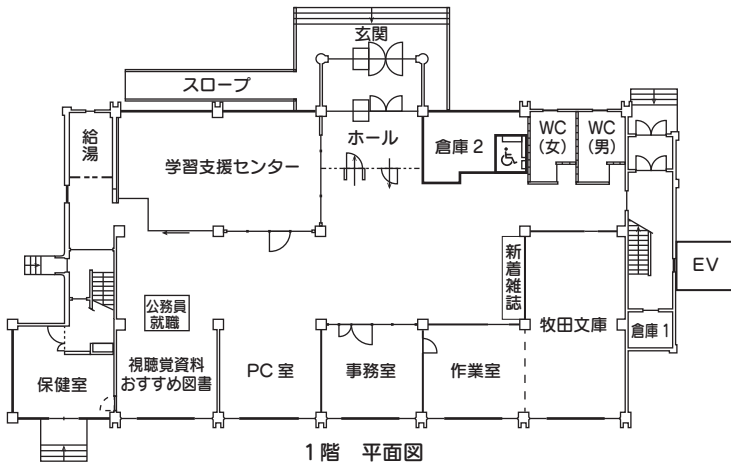 玄関
スロープ
給湯
学習支援センター
ホール
倉庫2
WC
(女)
WC
(男)
新着雑誌
EV
公務員
就職
牧田文庫
倉庫1
保健室
視聴覚資料
おすすめ図書
PC室
事務室
作業室
1階 平面図